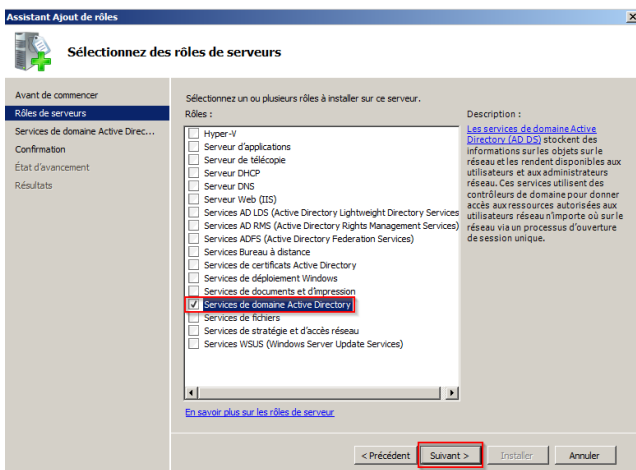 Assistant Ajout de rôles
Sélectionnez des rôles de serveurs
Avant de commencer
Rôles de serveurs
Services de domaine Active Direc...
Confirmation
État d'avancement
Résultats
Sélectionnez un ou plusieurs rôles à installer sur ce serveur.
Rôles :
Hyper-V
Serveur d'applications
Serveur de télécopie
Serveur DHCP
Serveur DNS
Serveur Web (IIS)
Services AD LDS (Active Directory Lightweight Directory Services
Services AD RMS (Active Directory Rights Management Services)
Services ADFS (Active Directory Federation Services)
Services Bureau à distance
Services de certificats Active Directory
Services de déploiement Windows
Services de documents et d'impression
Services de domaine Active Directory
Services de fichiers
Services de stratégie et d'accès réseau
Services WSUS (Windows Server Update Services)
En savoir plus sur les rôles de serveur
Description :
Les services de domaine Active
Directory (AD DS) stockent des
informations sur les objets sur le
réseau et les rendent disponibles aux
utilisateurs et aux administrateurs
réseau. Ces services utilisent des
contrôleurs de domaine pour donner
accès aux ressources autorisées aux
utilisateurs réseau n'importe où sur le
réseau via un processus d'ouverture
de session unique.
< Précédent
Suivant >
Installer
Annuler